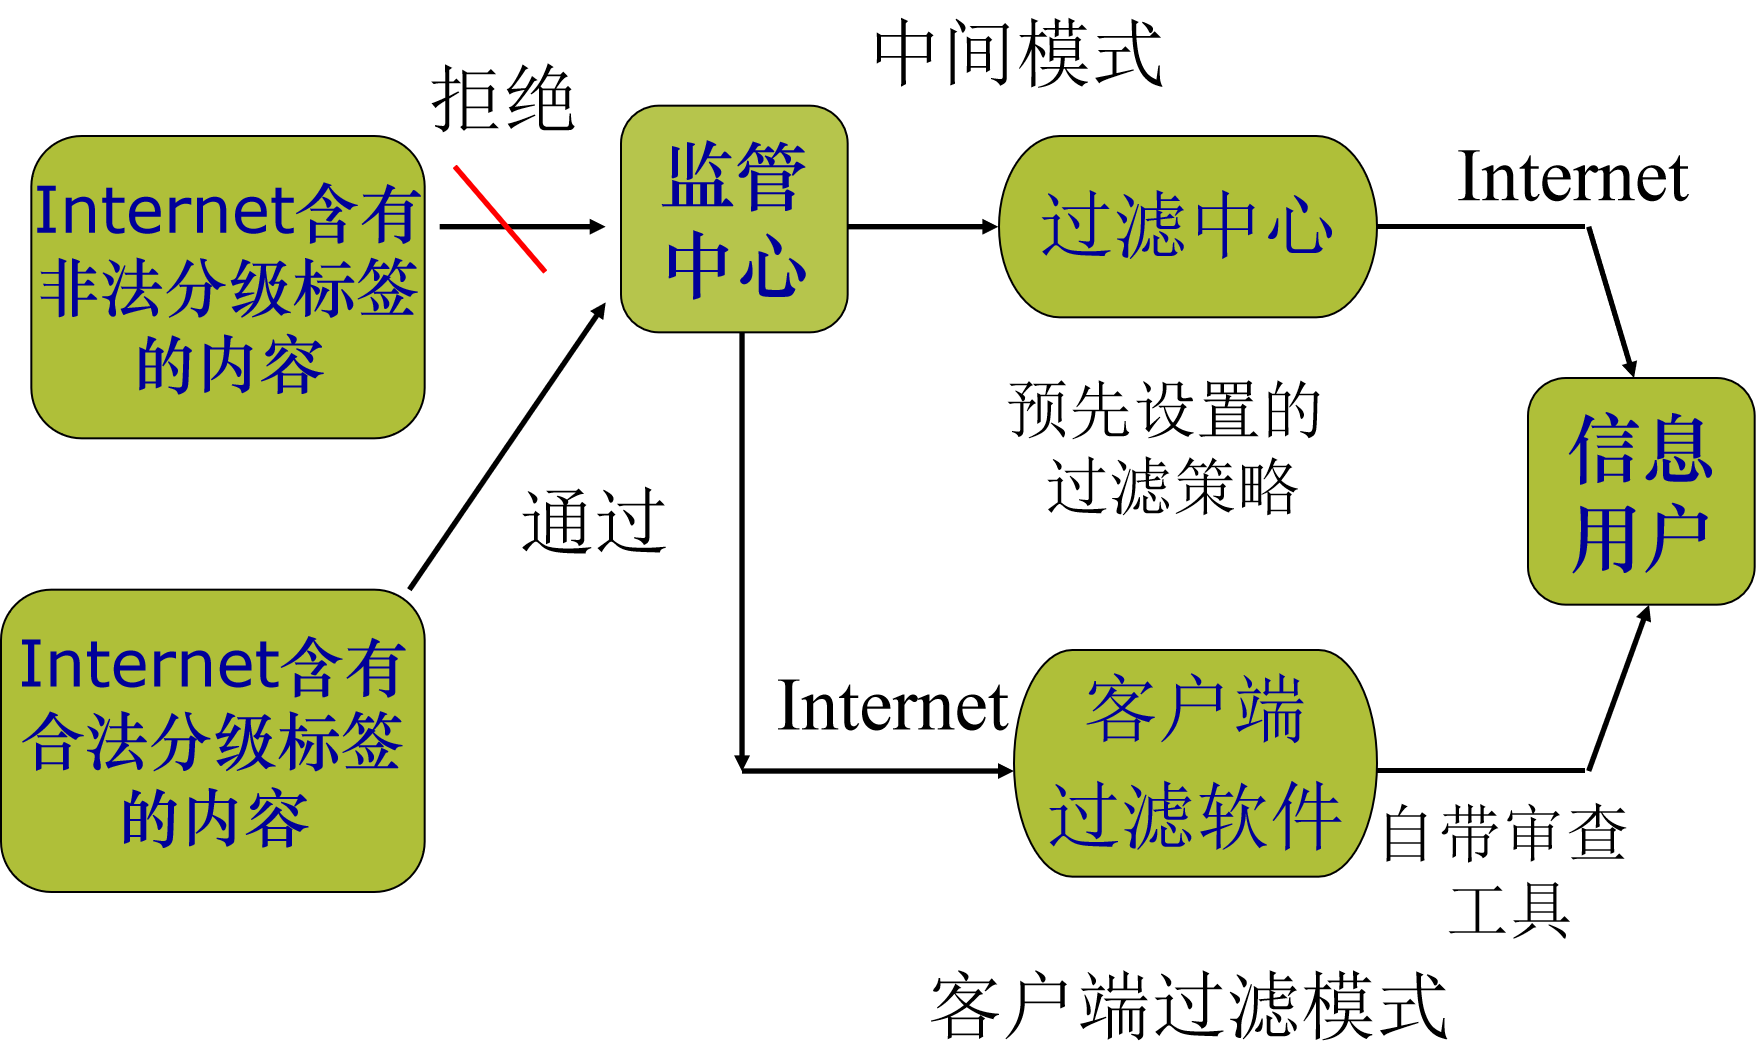 中间模式
拒绝
监管
中心
Internet含有
非法分级标签
的内容
过滤中心
Internet
预先设置的
过滤策略
信息
用户
通过
Internet含有
合法分级标签
的内容
Internet
客户端
过滤软件
自带审查
工具
客户端过滤模式